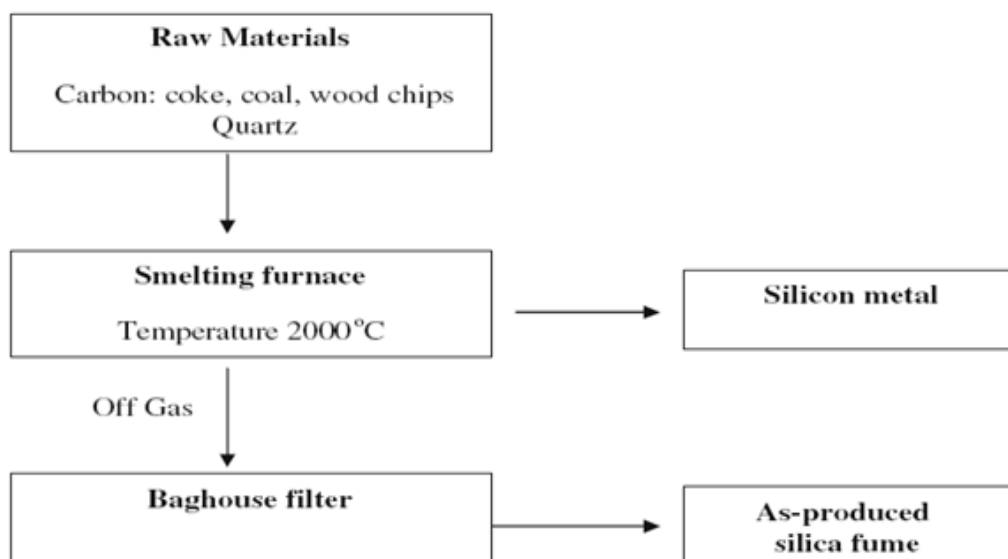 Raw Materials
Carbon: coke, coal, wood chips
Quartz
Smelting furnace
Temperature 2000°C
Silicon metal
Off Gas
Baghouse filter
As-produced
silica fume